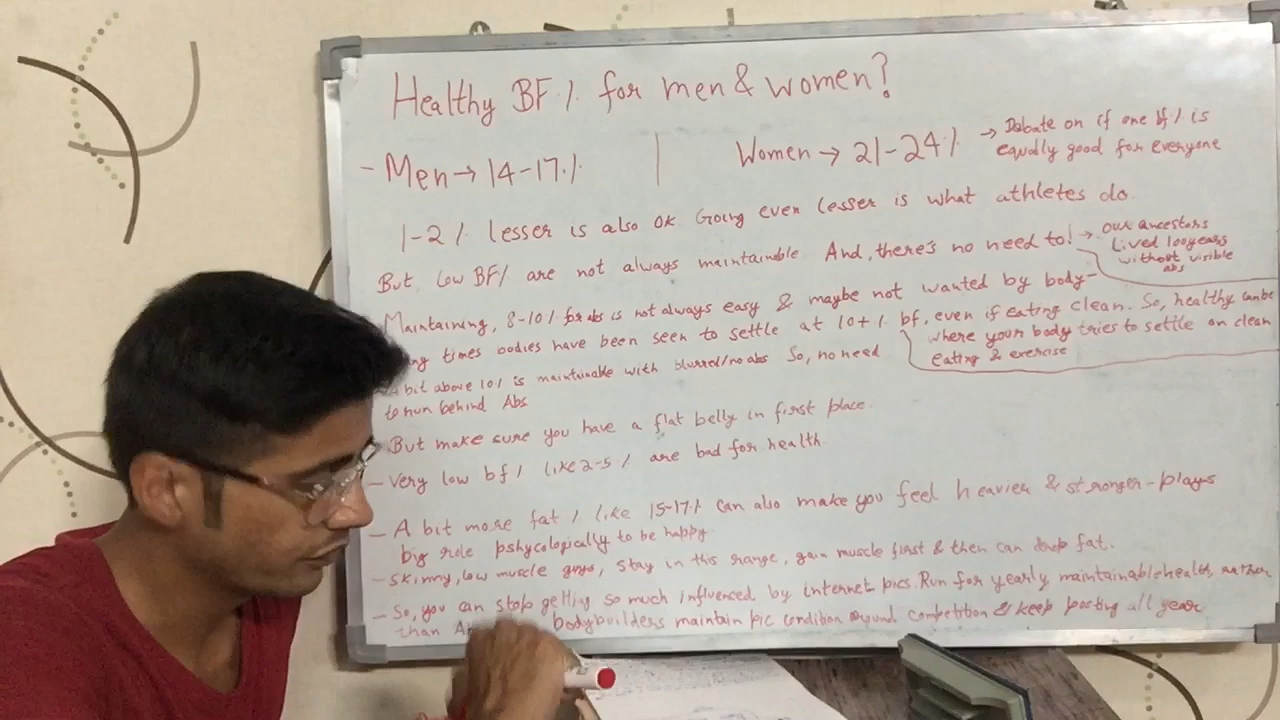 Healthy BF % for men & women?
- Men → 14-17 % | Women → 21-24 % → Debate on if one bf % is
equally good for everyone
1-2 % lesser is also OK Going even lesser is what athletes do.
But, low BF % are not always maintainable And, there's no need to! → our ancestors
lived 100 years
without visible
abs
Maintaining, 8-10 % for abs is not always easy & maybe not wanted by body-
times bodies have been seen to settle at 10+ % bf, even if eating clean. So, healthy can be
where your body tries to settle on clean
eating & exercise
A bit above 10 % is maintainable with blurred/no abs So, no need
to run behind Abs
But make sure you have a flat belly in first place.
- Very low bf % like 2-5 % are bad for health
- A bit more fat % like 15-17 % can also make you feel heavier & stronger - plays
big role pshycologically to be happy
- Skinny, low muscle guys, stay in this range, gain muscle first & then can drop fat.
- So, you can stop getting so much influenced by internet pics. Run for yearly maintainable health, rather
than bodybuilders maintain pic condition around competition & keep posting all year